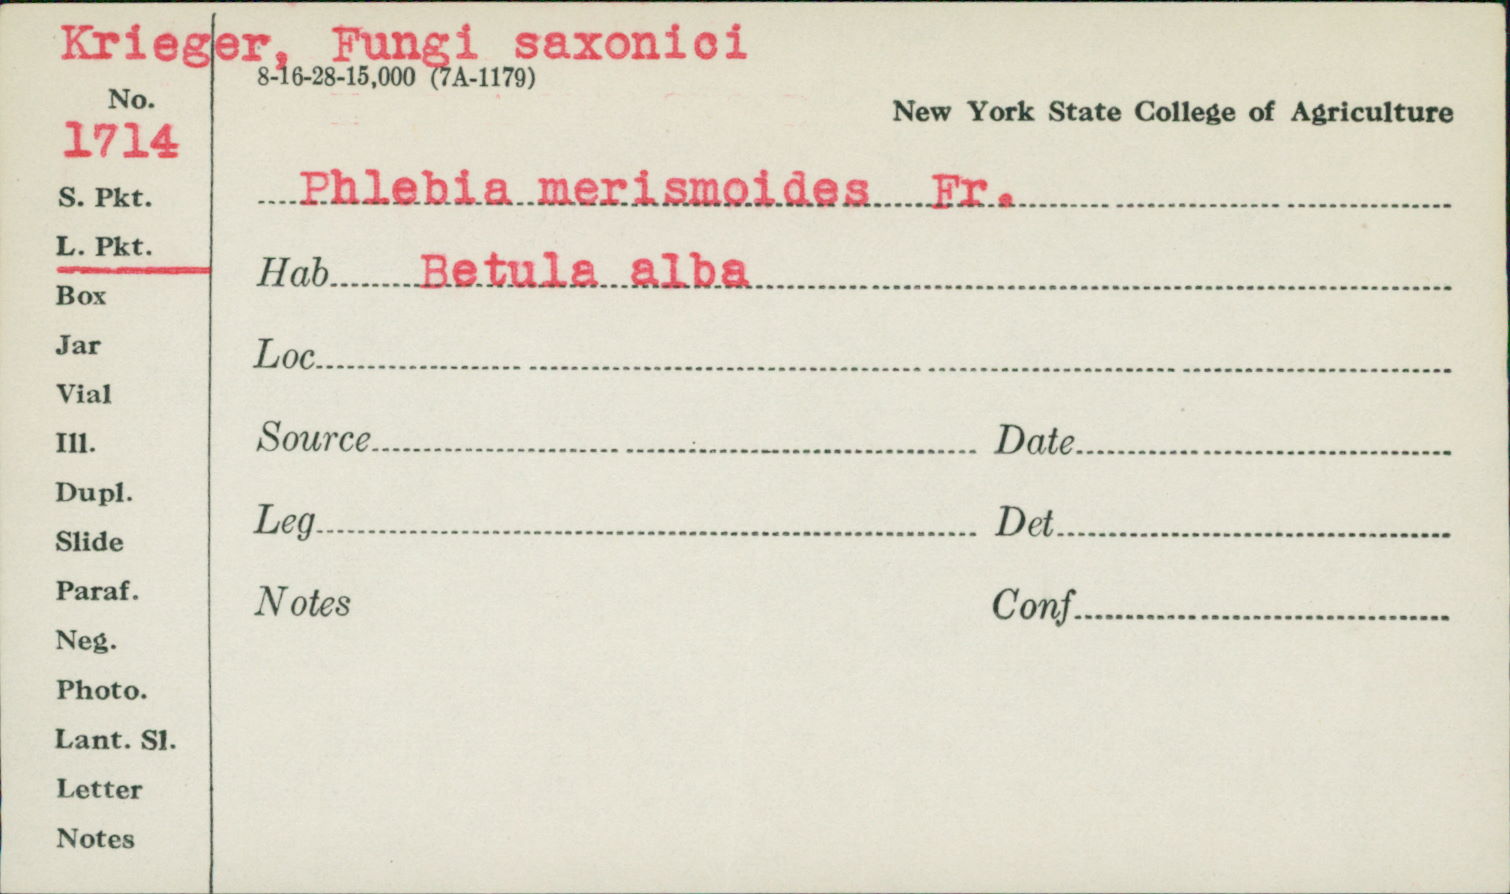 Krieger, Fungi saxonici
8-16-28-15,000 (7A-1179)
No.
New York State College of Agriculture
1714
Phlebia merismoides Fr.
S. Pkt.
L. Pkt.
Hab Betula alba
Box
Jar
Loc
Vial
Ill.
Source Date
Dupl.
Slide
Leg Det
Paraf.
Notes Conf
Neg.
Photo.
Lant. Sl.
Letter
Notes